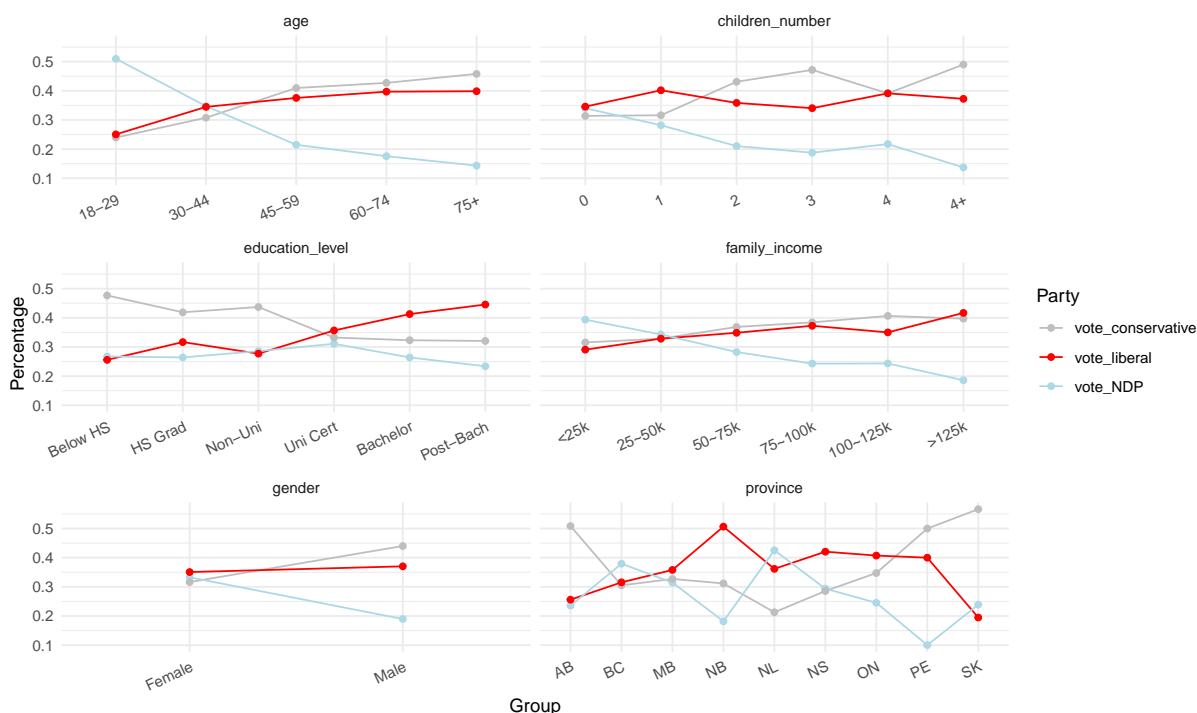 age
children_number
0.5
0.4
0.3
0.2
0.1
18−29
30−44
45−59
60−74
75+
0
1
2
3
4
4+
education_level
family_income
0.5
0.4
0.3
0.2
0.1
Below HS
HS Grad
Non−Uni
Uni Cert
Bachelor
Post−Bach
<25k
25−50k
50−75k
75−100k
100−125k
>125k
gender
province
0.5
0.4
0.3
0.2
0.1
Female
Male
AB
BC
MB
NB
NL
NS
ON
PE
SK
Percentage
Group
Party
vote_conservative
vote_liberal
vote_NDP